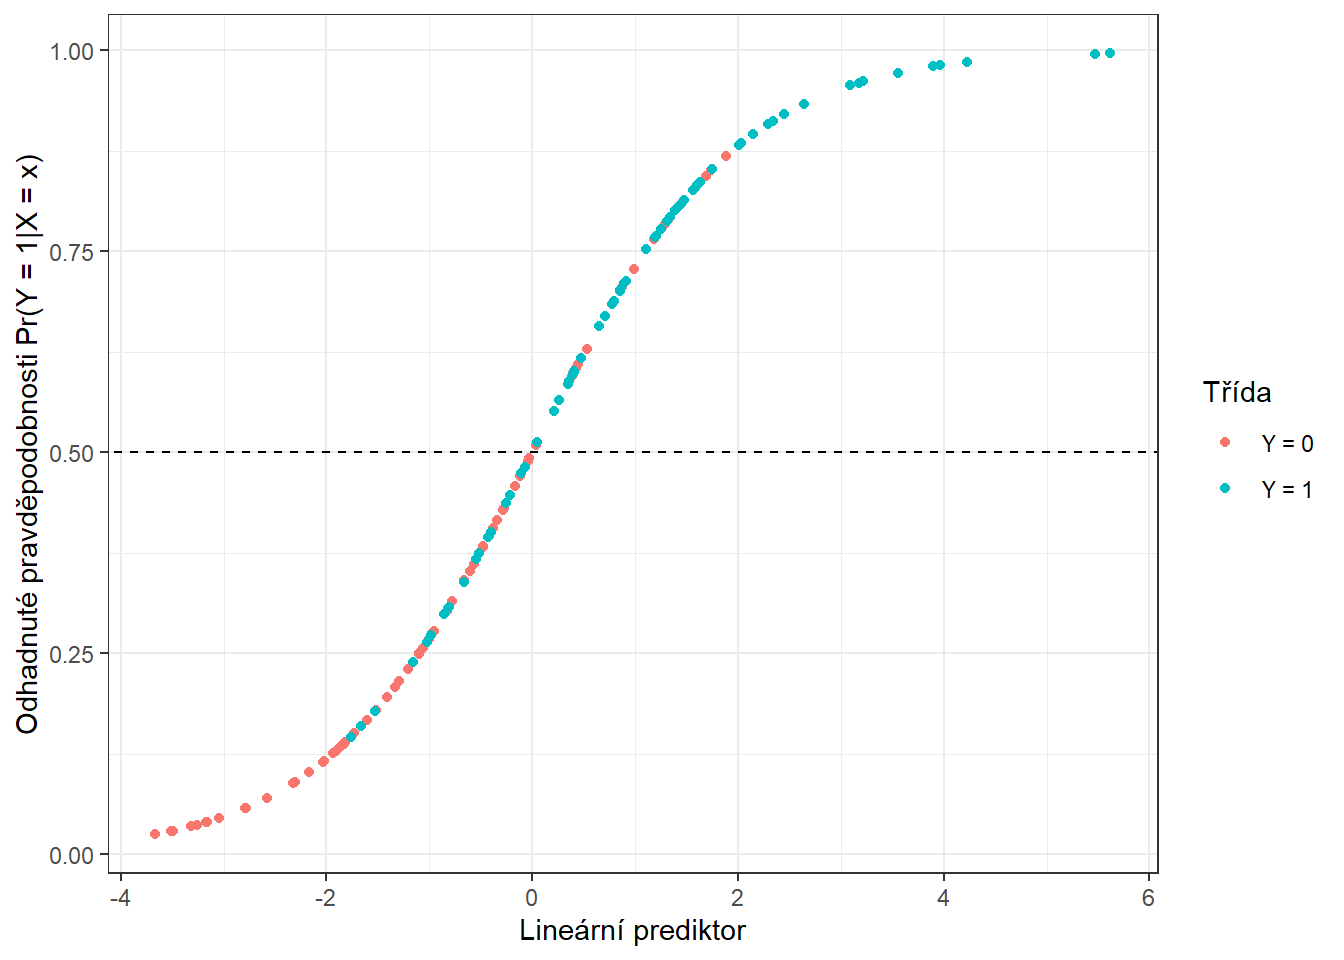 Odhadnuté pravděpodobnosti Pr(Y = 1|X = x)
1.00
0.75
0.50
0.25
0.00
-4
-2
0
2
4
6
Lineární prediktor
Třída
Y = 0
Y = 1